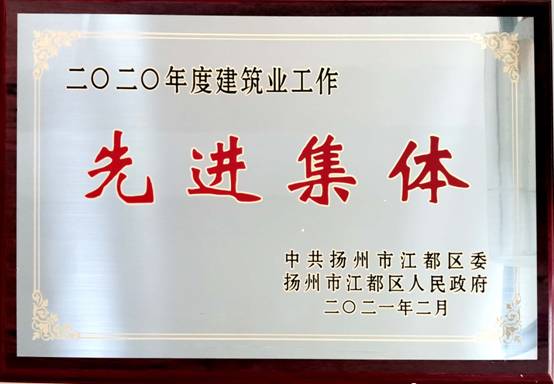 二〇二〇年度建筑业工作
先进集体
中共扬州市江都区委
扬州市江都区人民政府
二〇二一年二月